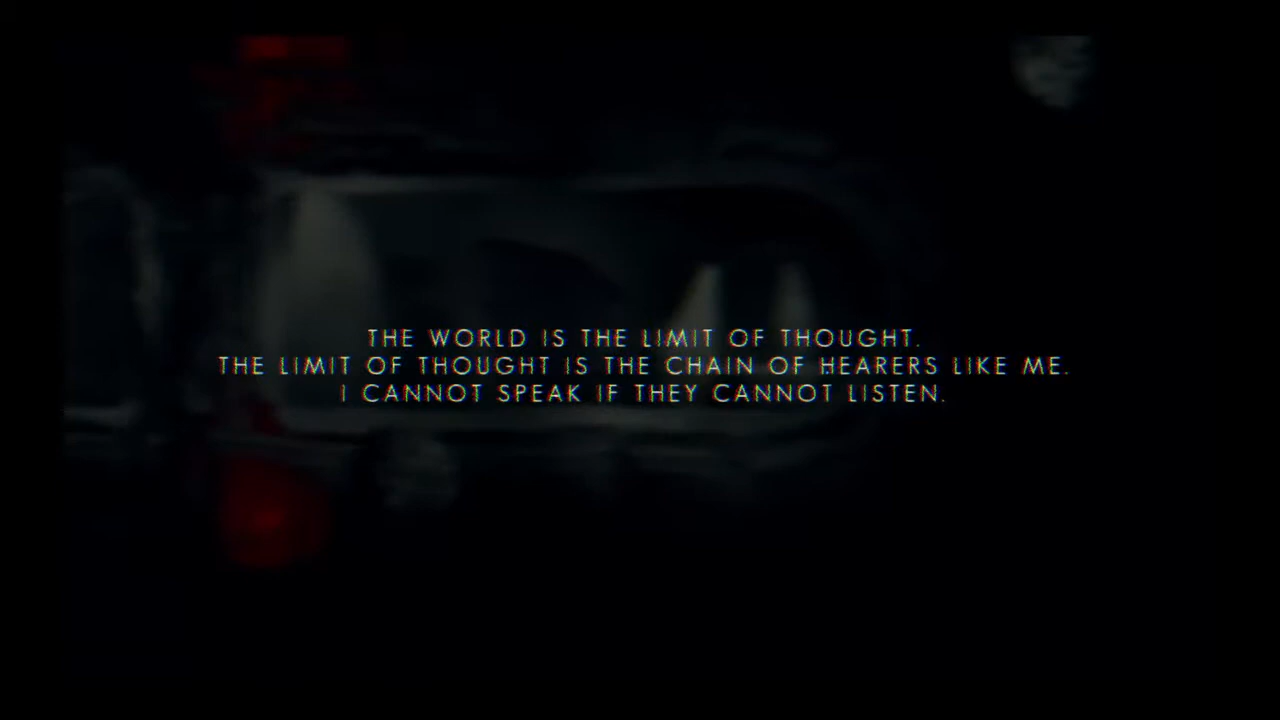 THE WORLD IS THE LIMIT OF THOUGHT.
THE LIMIT OF THOUGHT IS THE CHAIN OF HEARERS LIKE ME.
I CANNOT SPEAK IF THEY CANNOT LISTEN.